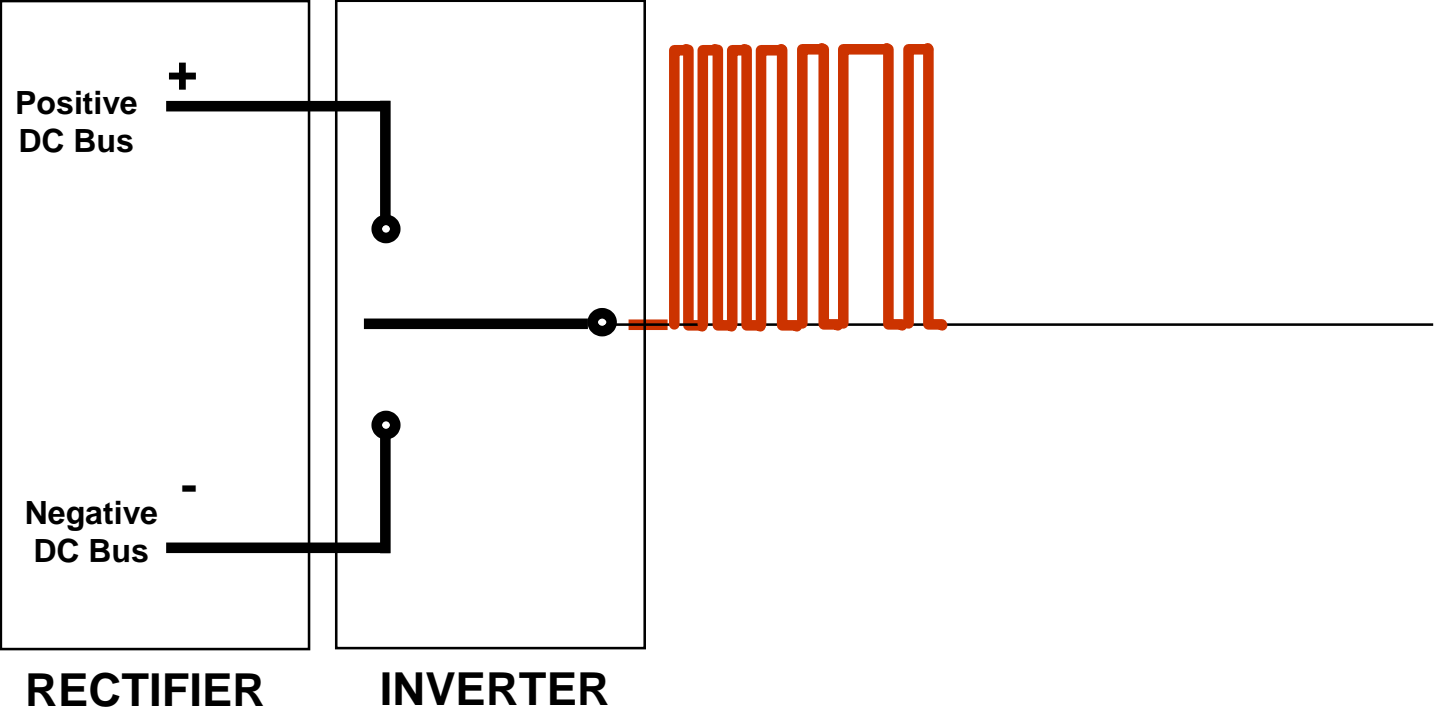 +
Positive
DC Bus
-
Negative
DC Bus
RECTIFIER
INVERTER